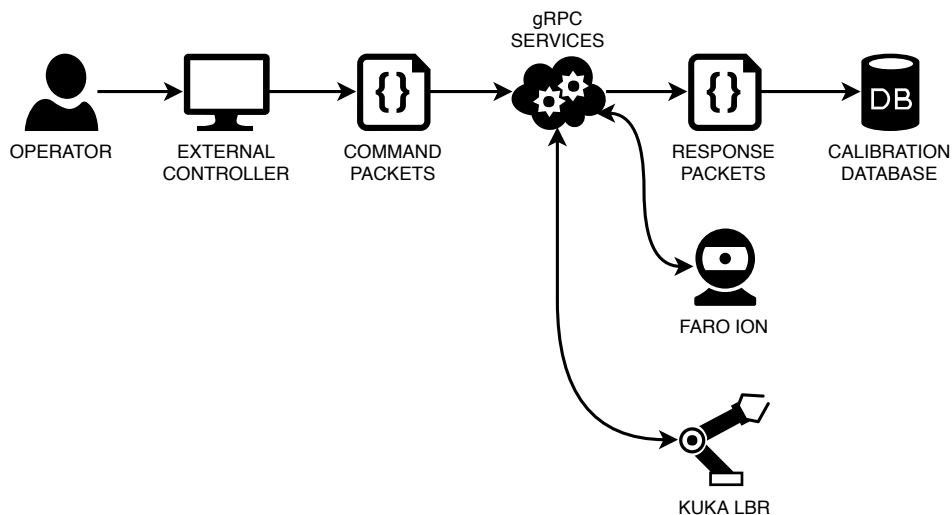 gRPC
SERVICES
{}
{}
DB
OPERATOR
EXTERNAL
CONTROLLER
COMMAND
PACKETS
RESPONSE
PACKETS
CALIBRATION
DATABASE
FARO ION
KUKA LBR